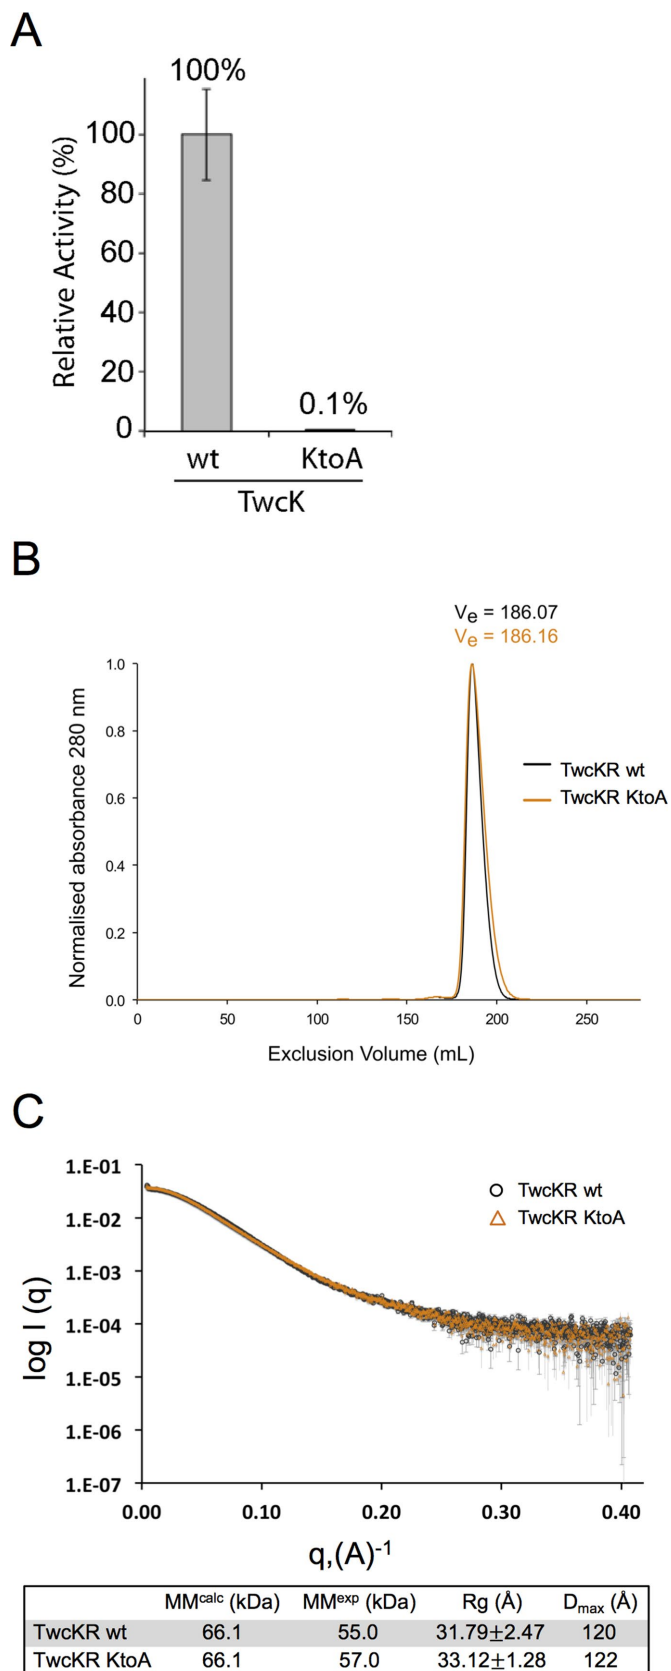 A
100%
100
80
60
40
20
0
Relative Activity (%)
0.1%
wt KtoA
TwcK
B
Ve = 186.07
Ve = 186.16
Normalised absorbance 280 nm
1.0
0.8
0.6
0.4
0.2
0.0
TwcKR wt
TwcKR KtoA
0 50 100 150 200 250
Exclusion Volume (mL)
C
1.E-01
1.E-02
1.E-03
1.E-04
1.E-05
1.E-06
1.E-07
log I (q)
TwcKR wt
TwcKR KtoA
0.00 0.10 0.20 0.30 0.40
q,(A)-1
MMcalc (kDa) MMexp (kDa) Rg (Å) Dmax (Å)
TwcKR wt 66.1 55.0 31.79±2.47 120
TwcKR KtoA 66.1 57.0 33.12±1.28 122